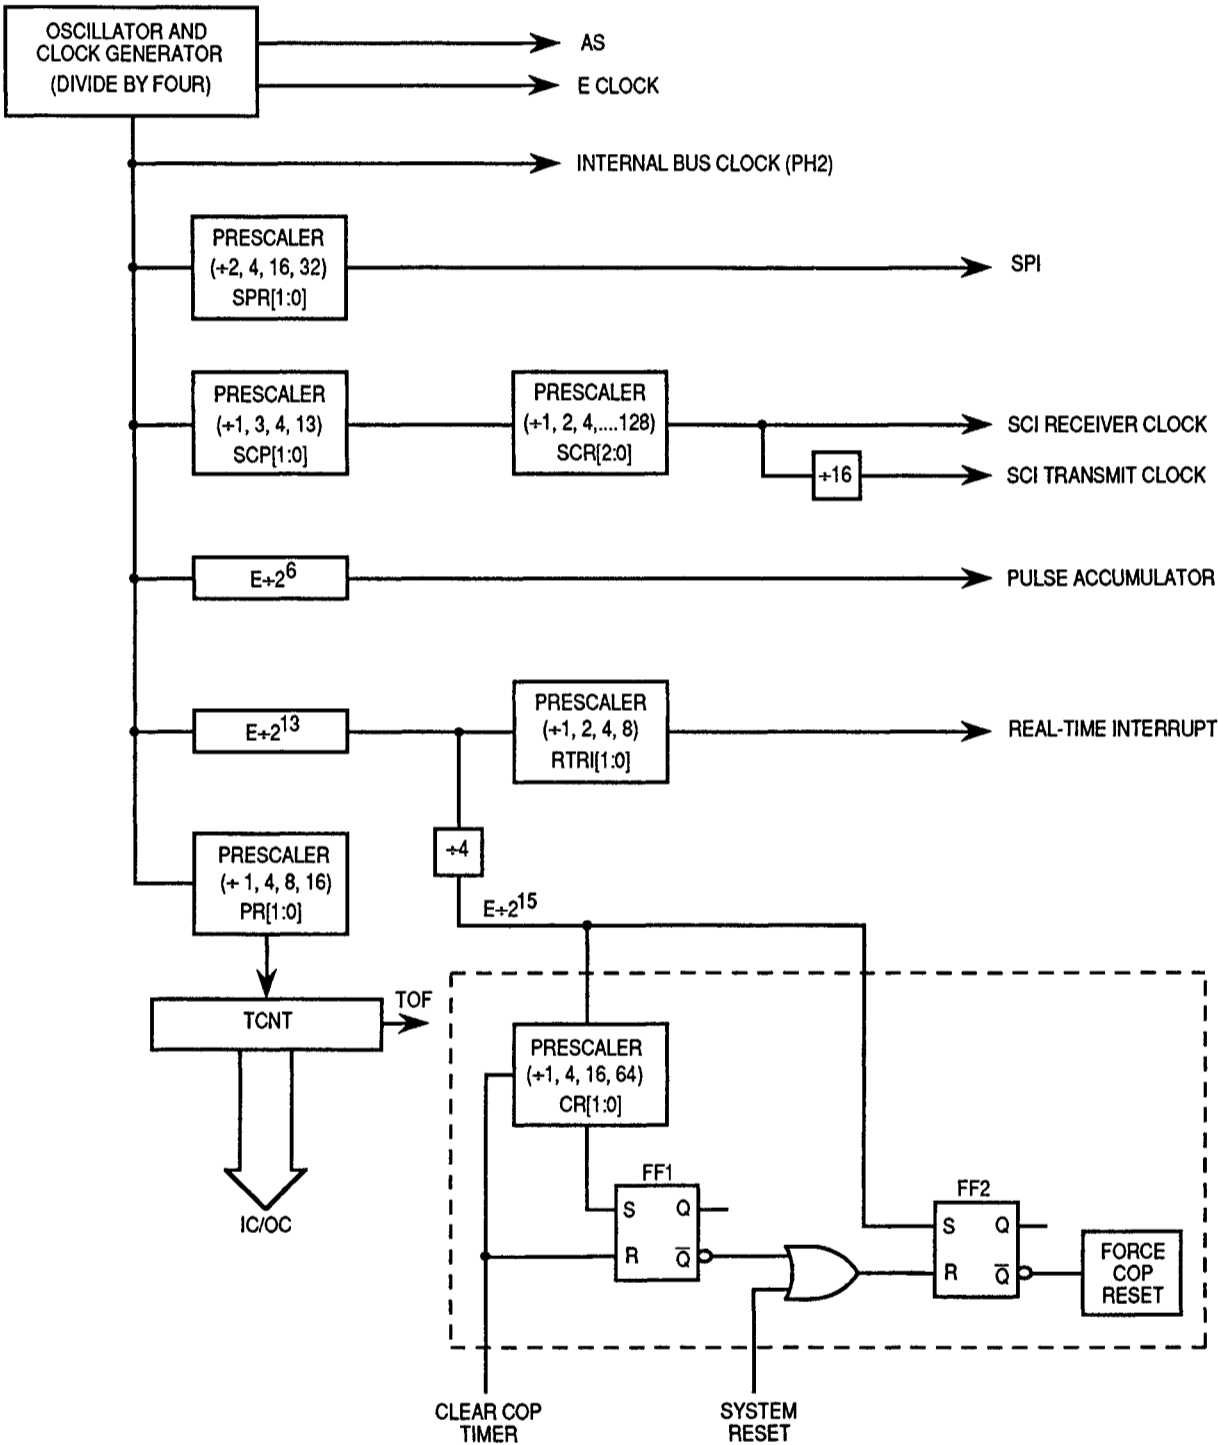 OSCILLATOR AND
CLOCK GENERATOR
(DIVIDE BY FOUR)
AS
E CLOCK
INTERNAL BUS CLOCK (PH2)
PRESCALER
(÷2, 4, 16, 32)
SPR[1:0]
SPI
PRESCALER
(÷1, 3, 4, 13)
SCP[1:0]
PRESCALER
(÷1, 2, 4,....128)
SCR[2:0]
SCI RECEIVER CLOCK
÷16
SCI TRANSMIT CLOCK
E÷2⁶
PULSE ACCUMULATOR
E÷2¹³
PRESCALER
(÷1, 2, 4, 8)
RTRI[1:0]
REAL-TIME INTERRUPT
÷4
PRESCALER
(÷ 1, 4, 8, 16)
PR[1:0]
E÷2¹⁵
TCNT
TOF
IC/OC
PRESCALER
(÷1, 4, 16, 64)
CR[1:0]
FF1
S Q
R Q̅
FF2
S Q
R Q̅
FORCE
COP
RESET
CLEAR COP
TIMER
SYSTEM
RESET